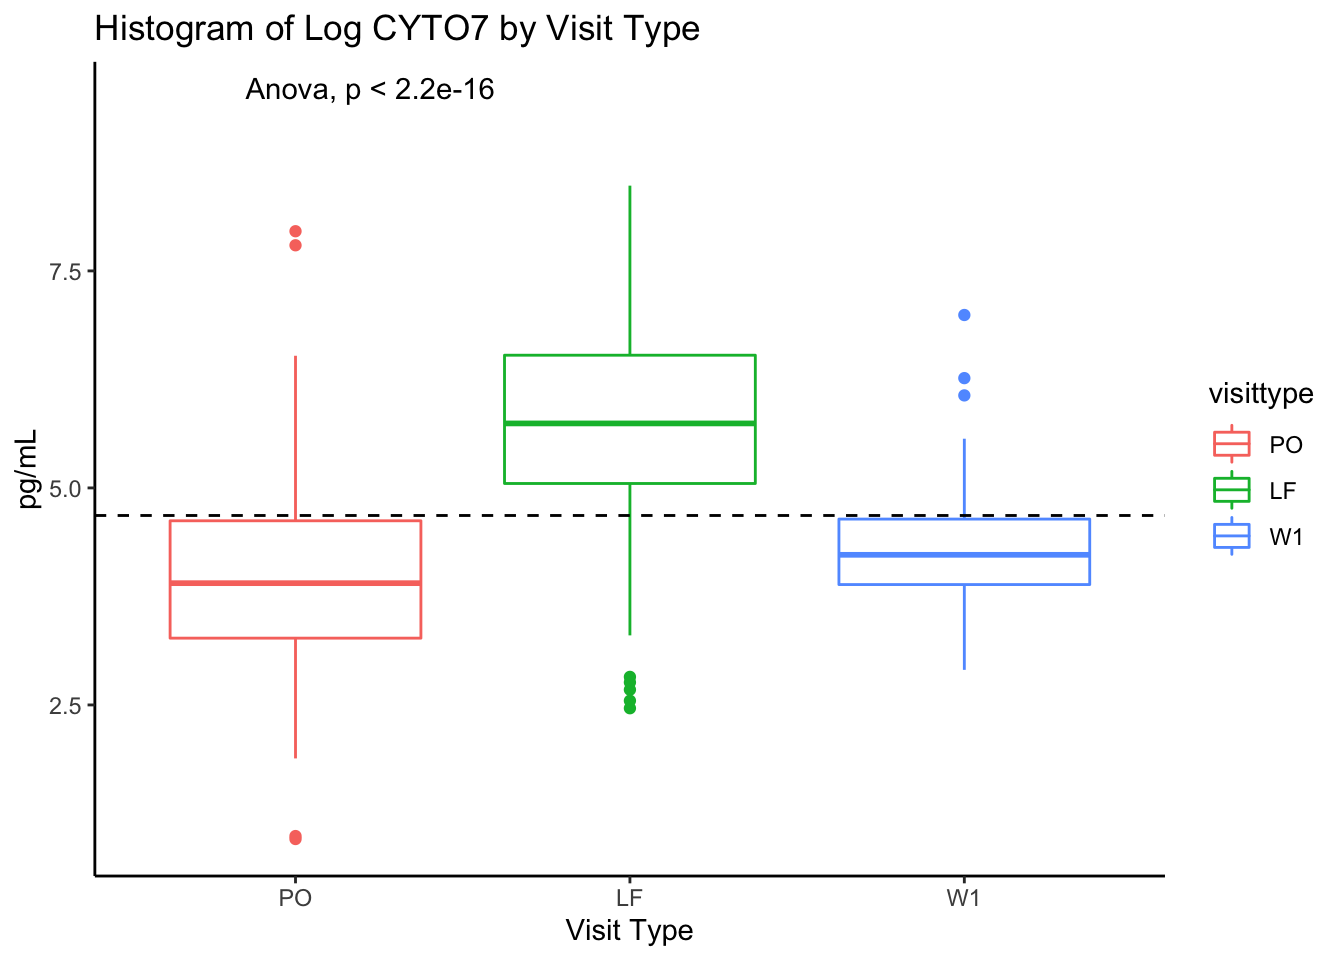 Histogram of Log CYTO7 by Visit Type
Anova, p < 2.2e-16
7.5
5.0
2.5
pg/mL
PO
LF
W1
Visit Type
visittype
PO
LF
W1